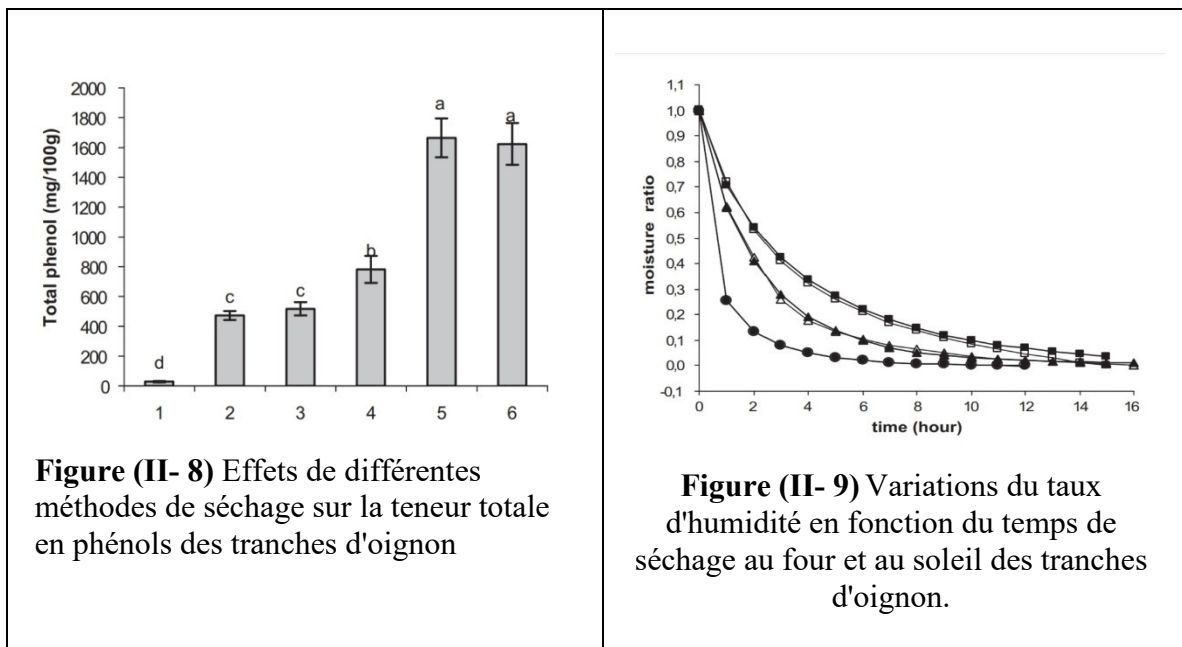 2000
1800
1600
1400
1200
1000
800
600
400
200
0
Total phenol (mg/100g)
d
c
c
b
a
a
1 2 3 4 5 6
Figure (II- 8) Effets de différentes
méthodes de séchage sur la teneur totale
en phénols des tranches d'oignon
1,1
1,0
0,9
0,8
0,7
0,6
0,5
0,4
0,3
0,2
0,1
0,0
-0,1
moisture ratio
0 2 4 6 8 10 12 14 16
time (hour)
Figure (II- 9) Variations du taux
d'humidité en fonction du temps de
séchage au four et au soleil des tranches
d'oignon.